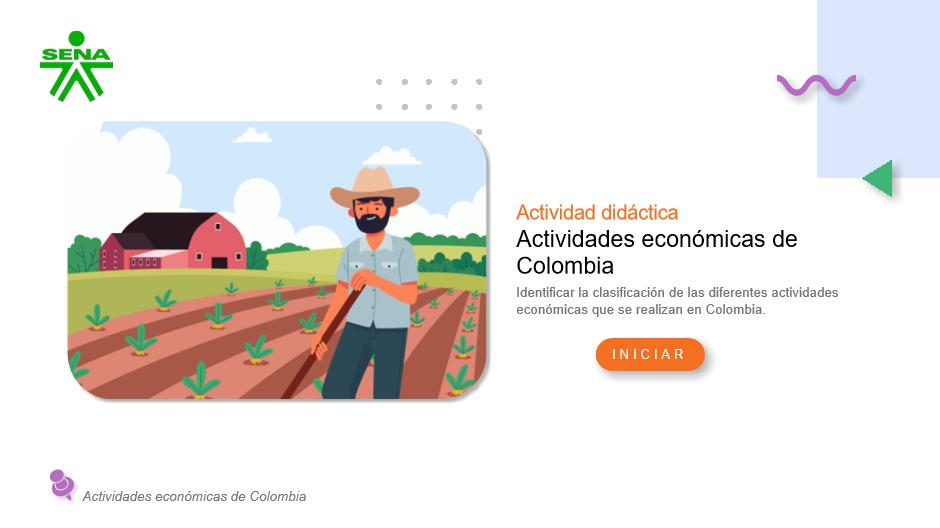 SENA
Actividad didáctica
Actividades económicas de
Colombia
Identificar la clasificación de las diferentes actividades
económicas que se realizan en Colombia.
INICIAR
Actividades económicas de Colombia